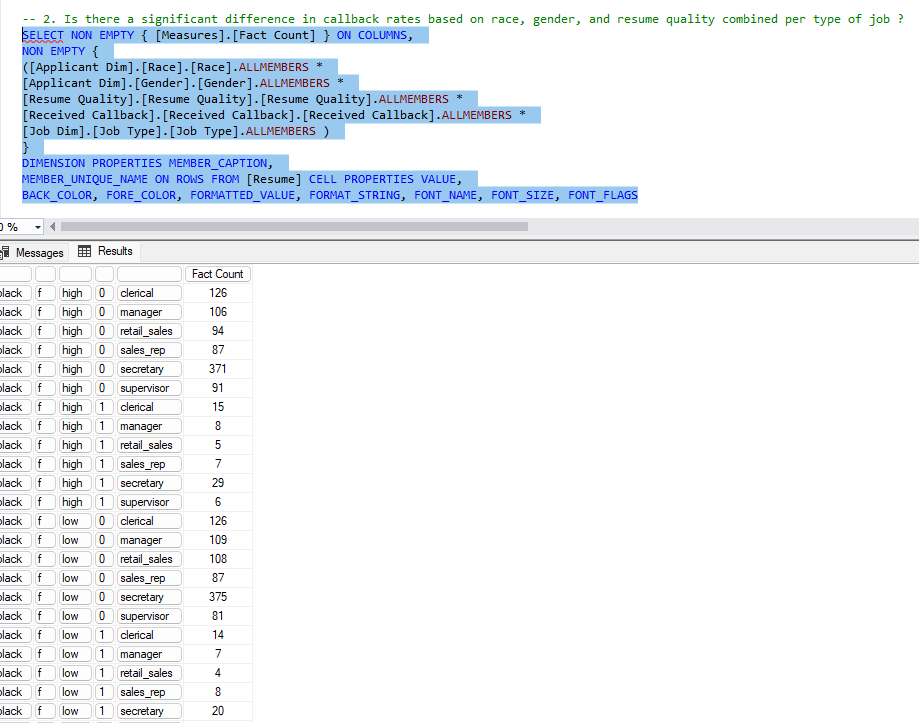 -- 2. Is there a significant difference in callback rates based on race, gender, and resume quality combined per type of job ?
SELECT NON EMPTY { [Measures].[Fact Count] } ON COLUMNS,
NON EMPTY {
([Applicant Dim].[Race].[Race].ALLMEMBERS *
[Applicant Dim].[Gender].[Gender].ALLMEMBERS *
[Resume Quality].[Resume Quality].[Resume Quality].ALLMEMBERS *
[Received Callback].[Received Callback].[Received Callback].ALLMEMBERS *
[Job Dim].[Job Type].[Job Type].ALLMEMBERS )
}
DIMENSION PROPERTIES MEMBER_CAPTION,
MEMBER_UNIQUE_NAME ON ROWS FROM [Resume] CELL PROPERTIES VALUE,
BACK_COLOR, FORE_COLOR, FORMATTED_VALUE, FORMAT_STRING, FONT_NAME, FONT_SIZE, FONT_FLAGS
0 %
Messages Results
Fact Count
black f high 0 clerical 126
black f high 0 manager 106
black f high 0 retail_sales 94
black f high 0 sales_rep 87
black f high 0 secretary 371
black f high 0 supervisor 91
black f high 1 clerical 15
black f high 1 manager 8
black f high 1 retail_sales 5
black f high 1 sales_rep 7
black f high 1 secretary 29
black f high 1 supervisor 6
black f low 0 clerical 126
black f low 0 manager 109
black f low 0 retail_sales 108
black f low 0 sales_rep 87
black f low 0 secretary 375
black f low 0 supervisor 81
black f low 1 clerical 14
black f low 1 manager 7
black f low 1 retail_sales 4
black f low 1 sales_rep 8
black f low 1 secretary 20